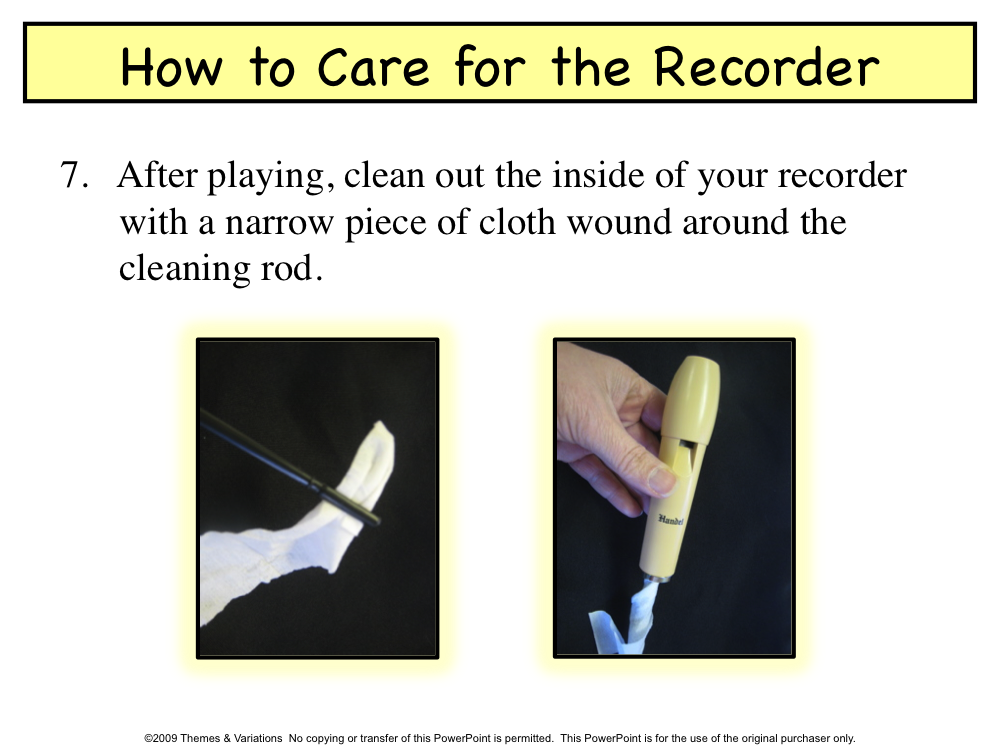 How to Care for the Recorder
7. After playing, clean out the inside of your recorder
with a narrow piece of cloth wound around the
cleaning rod.
Handel
©2009 Themes & Variations No copying or transfer of this PowerPoint is permitted. This PowerPoint is for the use of the original purchaser only.